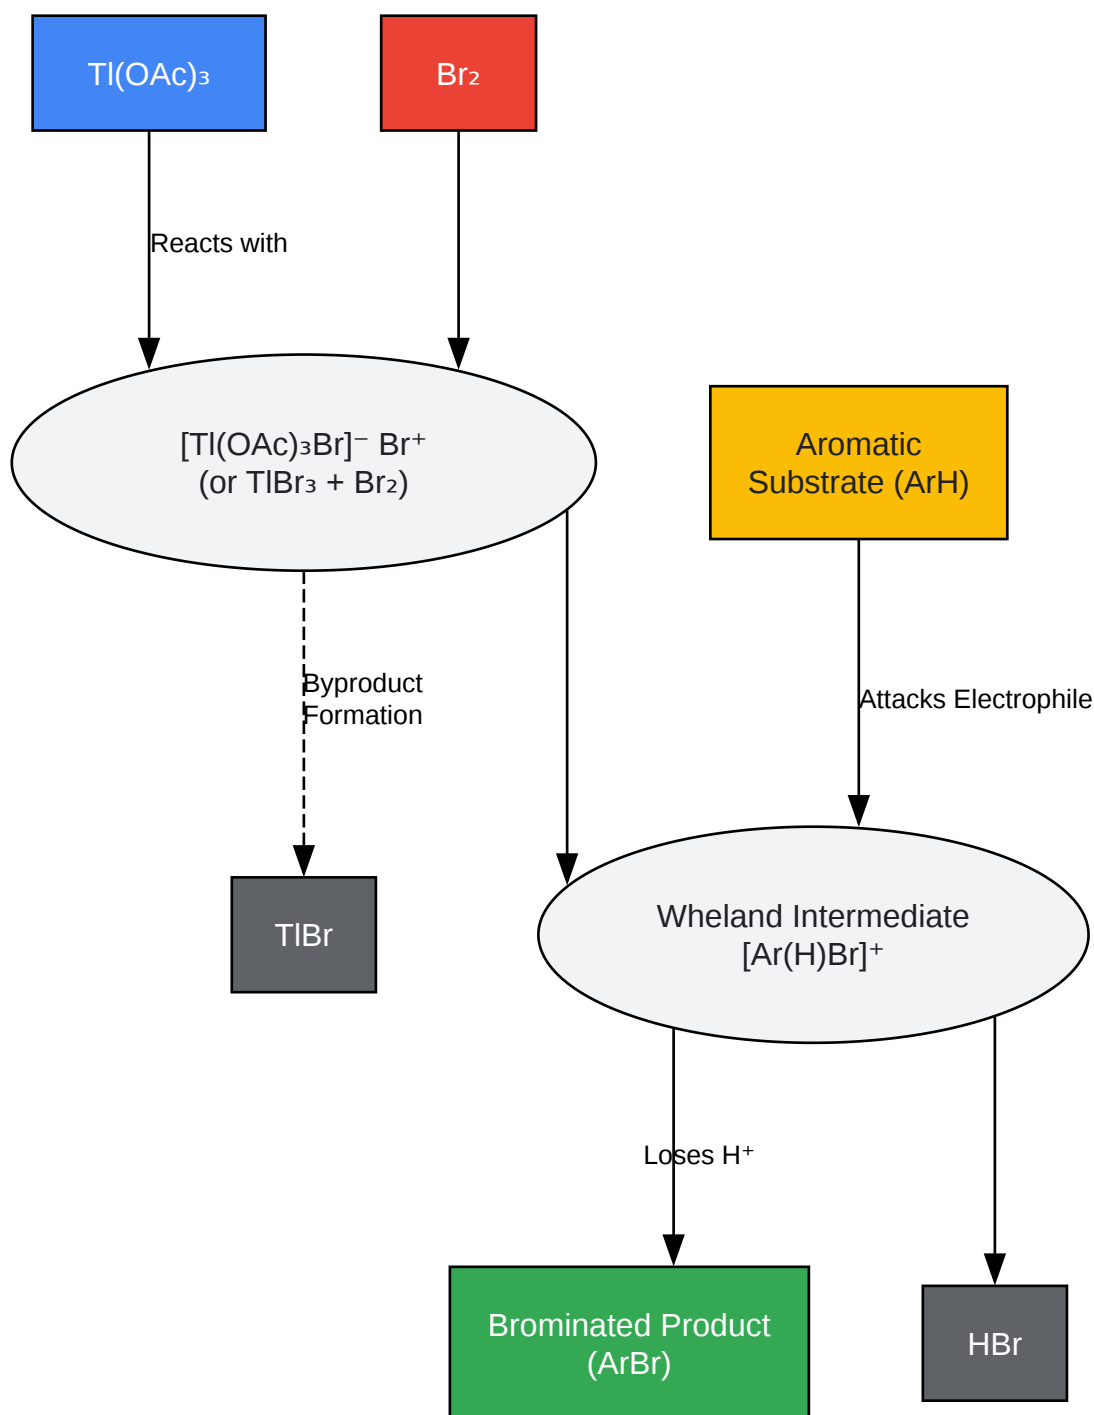 Tl(OAc)₃
Br₂
Reacts with
[Tl(OAc)₃Br]⁻ Br⁺
(or TlBr₃ + Br₂)
Aromatic
Substrate (ArH)
Byproduct
Formation
Attacks Electrophile
TlBr
Wheland Intermediate
[Ar(H)Br]⁺
Loses H⁺
Brominated Product
(ArBr)
HBr